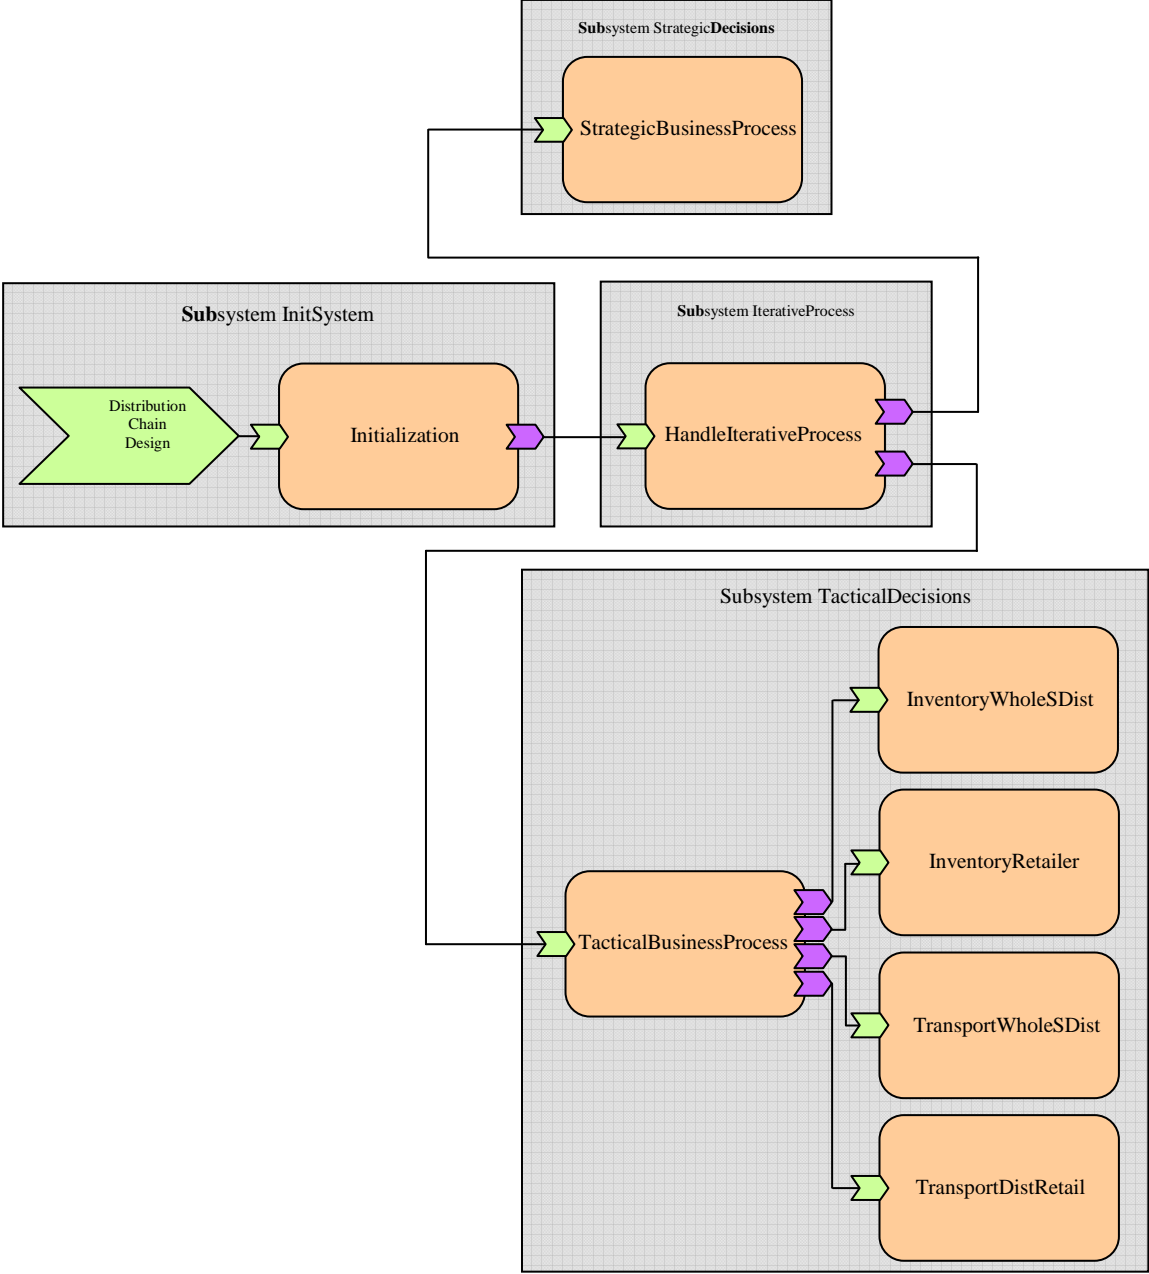 Subsystem StrategicDecisions
StrategicBusinessProcess
Subsystem InitSystem
Distribution
Chain
Design
Initialization
Subsystem IterativeProcess
HandleIterativeProcess
Subsystem TacticalDecisions
InventoryWholeSDist
InventoryRetailer
TacticalBusinessProcess
TransportWholeSDist
TransportDistRetail